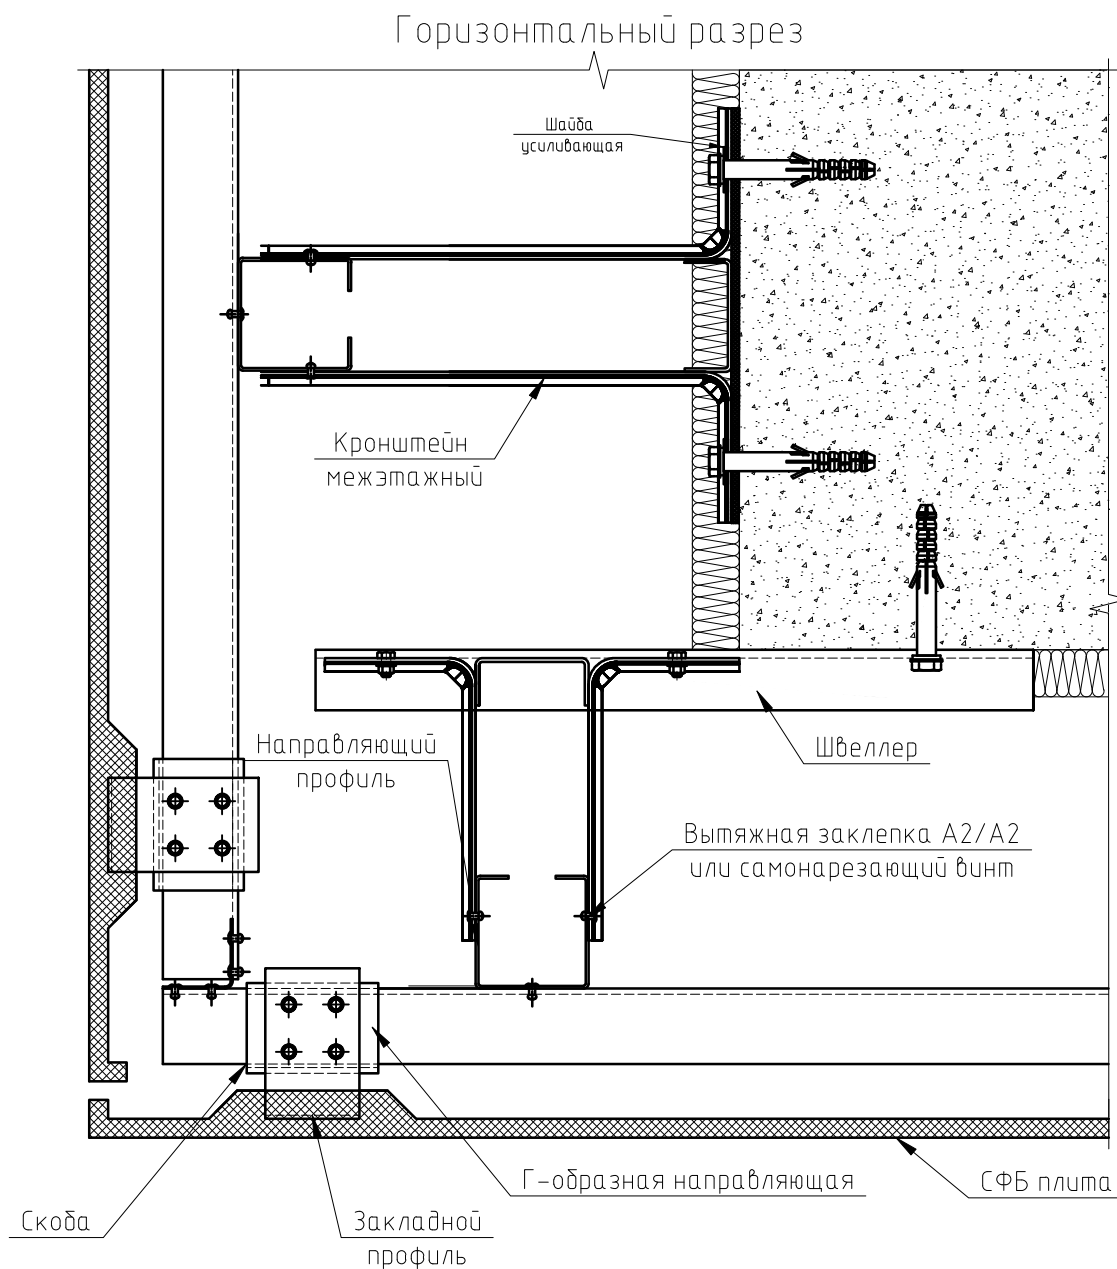 Горизонтальный разрез
Шайба
усиливающая
Кронштейн
межэтажный
Направляющий
профиль
Швеллер
Вытяжная заклепка А2/А2
или самонарезающий винт
Г-образная направляющая
СФБ плита
Скоба
Закладной
профиль